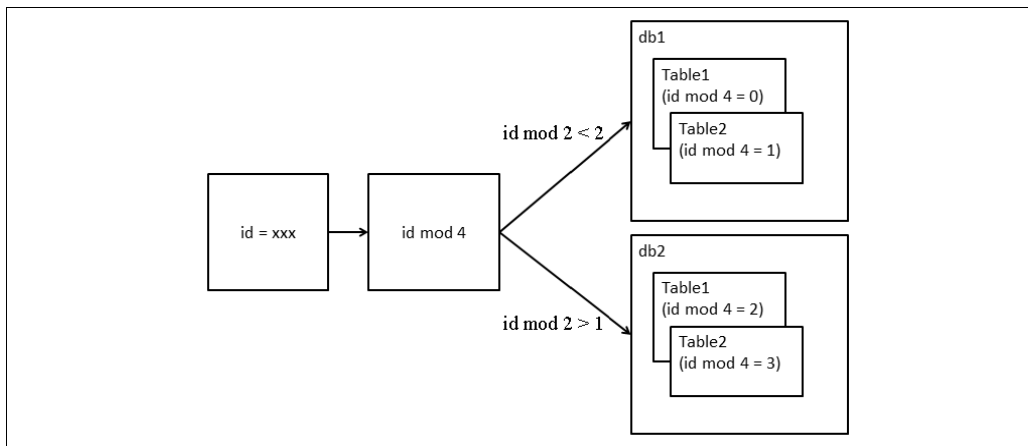 id = xxx
id mod 4
id mod 2 < 2
id mod 2 > 1
db1
Table1
(id mod 4 = 0)
Table2
(id mod 4 = 1)
db2
Table1
(id mod 4 = 2)
Table2
(id mod 4 = 3)